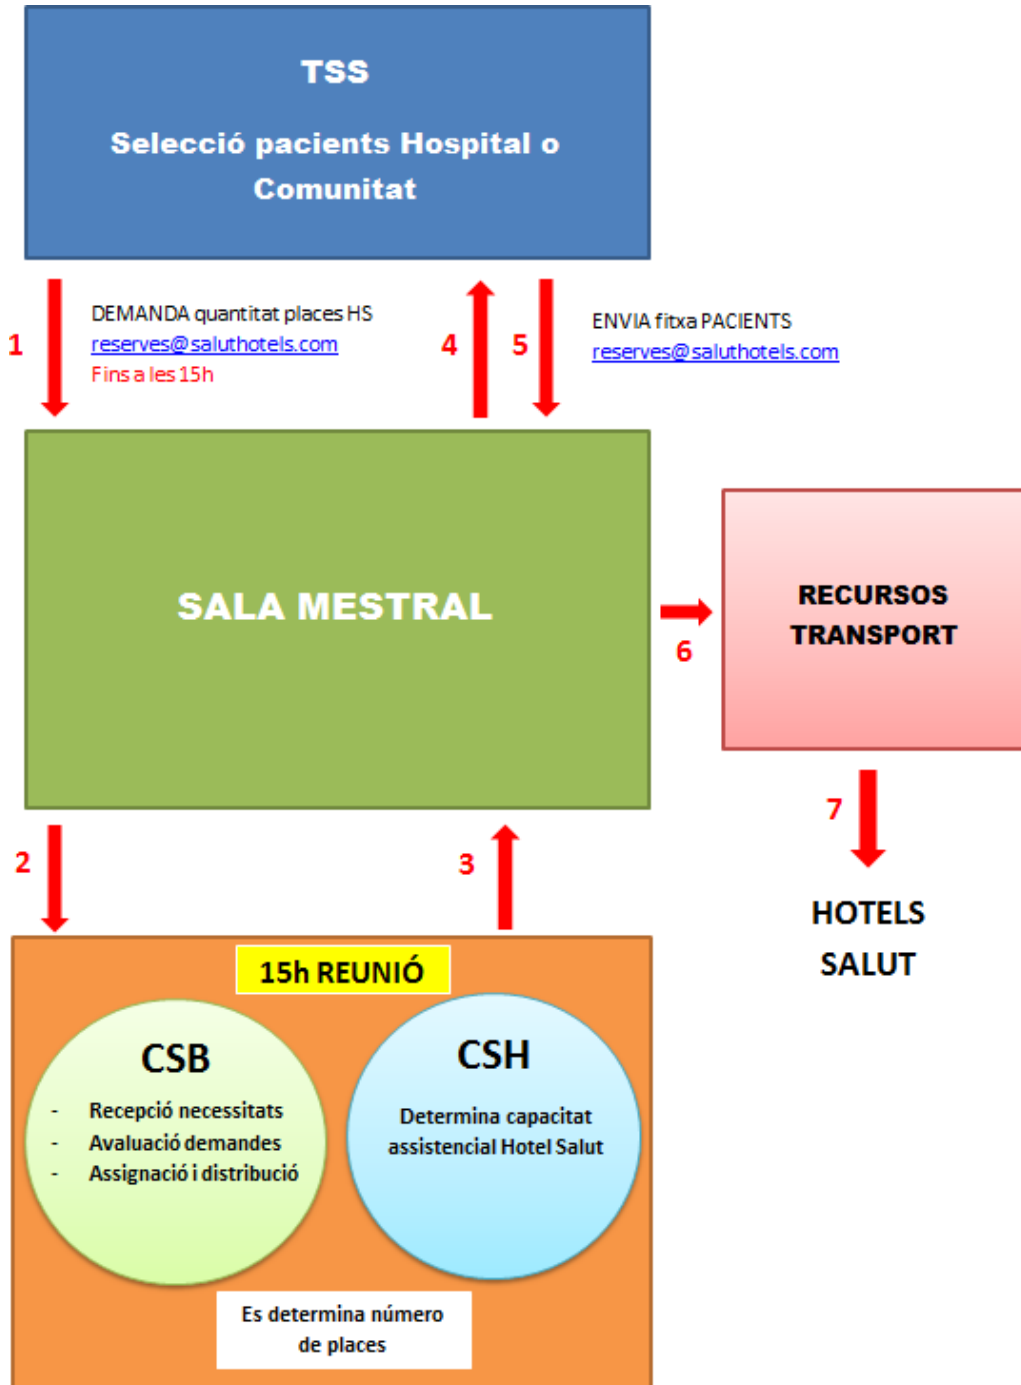 TSS
Selecció pacients Hospital o
Comunitat
1
DEMANDA quantitat places HS
reserves@saluthotels.com
Fins a les 15h
4
5
ENVIA fitxa PACIENTS
reserves@saluthotels.com
SALA MESTRAL
6
RECURSOS
TRANSPORT
2
3
7
HOTELS
SALUT
15h REUNIÓ
CSB
- Recepció necessitats
- Avaluació demandes
- Assignació i distribució
CSH
Determina capacitat
assistencial Hotel Salut
Es determina número
de places